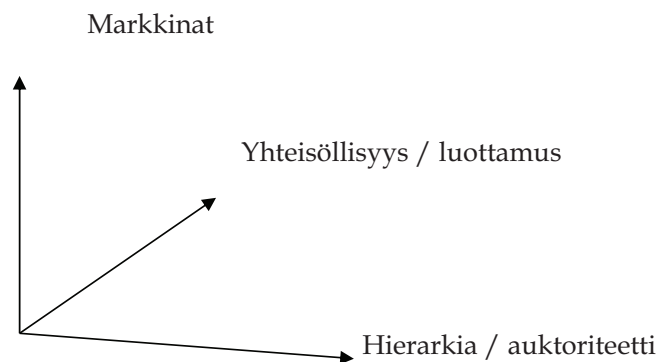 Markkinat
Yhteisöllisyys / luottamus
Hierarkia / auktoriteetti